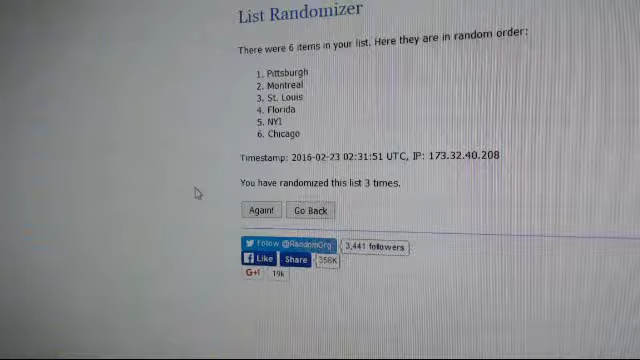 List Randomizer
There were 6 items in your list. Here they are in random order:
1. Pittsburgh
2. Montreal
3. St. Louis
4. Florida
5. NYI
6. Chicago
Timestamp: 2016-02-23 02:31:51 UTC, IP: 173.32.40.208
You have randomized this list 3 times.
Again! Go Back
Follow @RandomOrg 3,441 followers
Like Share 356K
G+1 19k